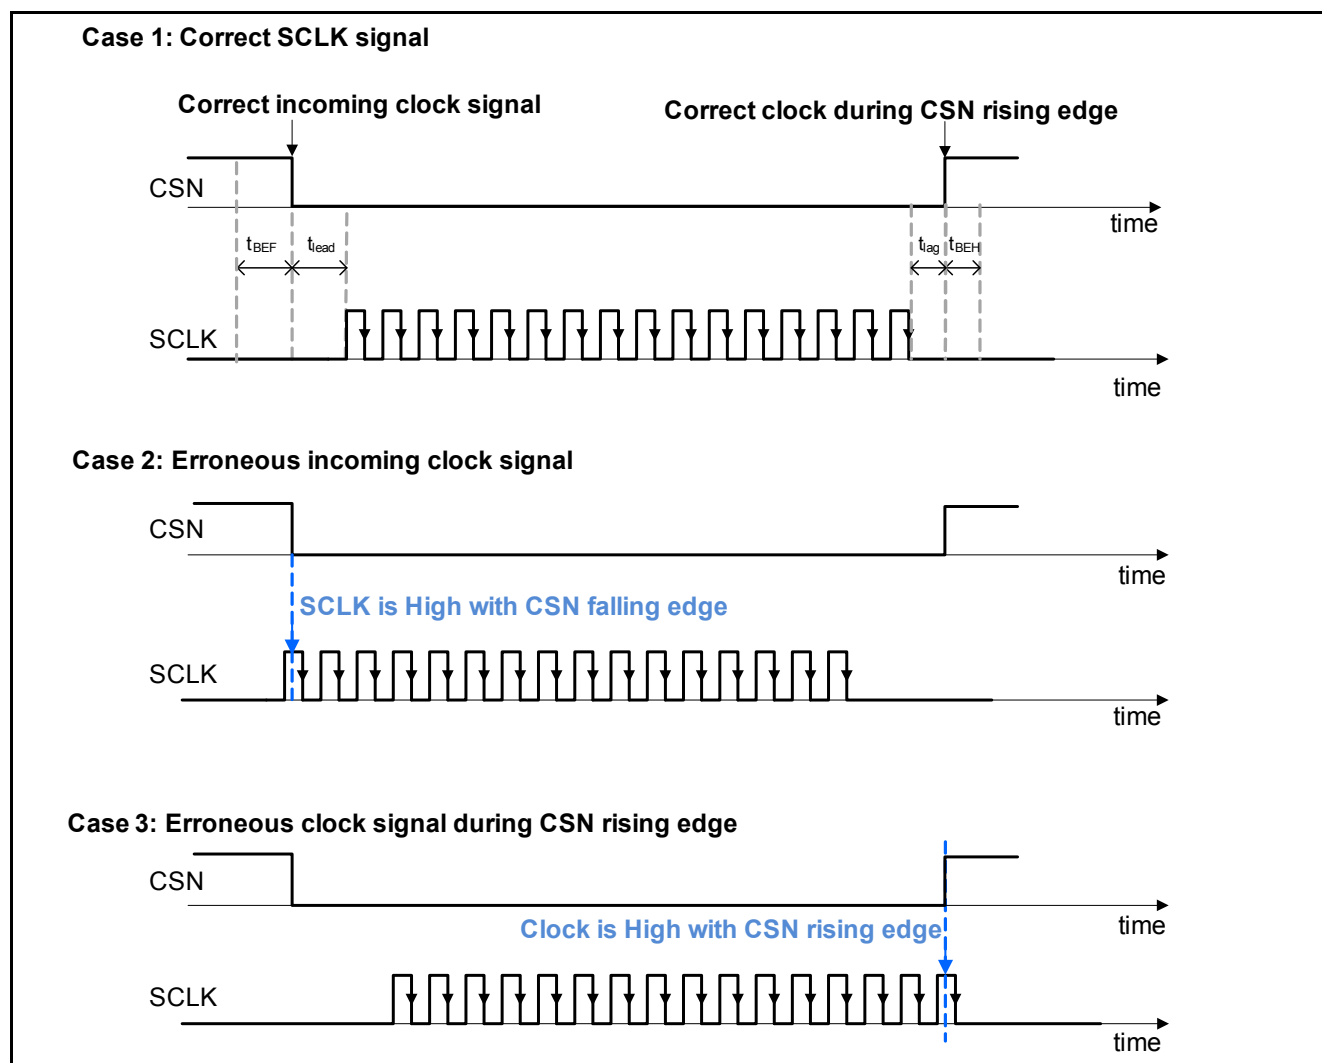 Case 1: Correct SCLK signal
Correct incoming clock signal
Correct clock during CSN rising edge
CSN
time
tBEF
tlead
tlag
tBEH
SCLK
time
Case 2: Erroneous incoming clock signal
CSN
time
SCLK is High with CSN falling edge
SCLK
time
Case 3: Erroneous clock signal during CSN rising edge
CSN
time
Clock is High with CSN rising edge
SCLK
time